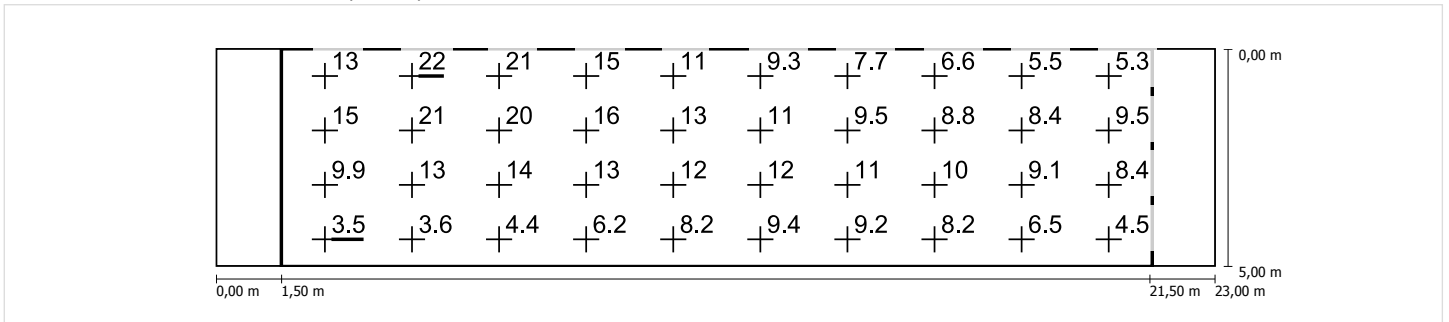 13 22 21 15 11 9.3 7.7 6.6 5.5 5.3
0,00 m
15 21 20 16 13 11 9.5 8.8 8.4 9.5
9.9 13 14 13 12 12 11 10 9.1 8.4
3.5 3.6 4.4 6.2 8.2 9.4 9.2 8.2 6.5 4.5
5,00 m
0,00 m 1,50 m 21,50 m 23,00 m